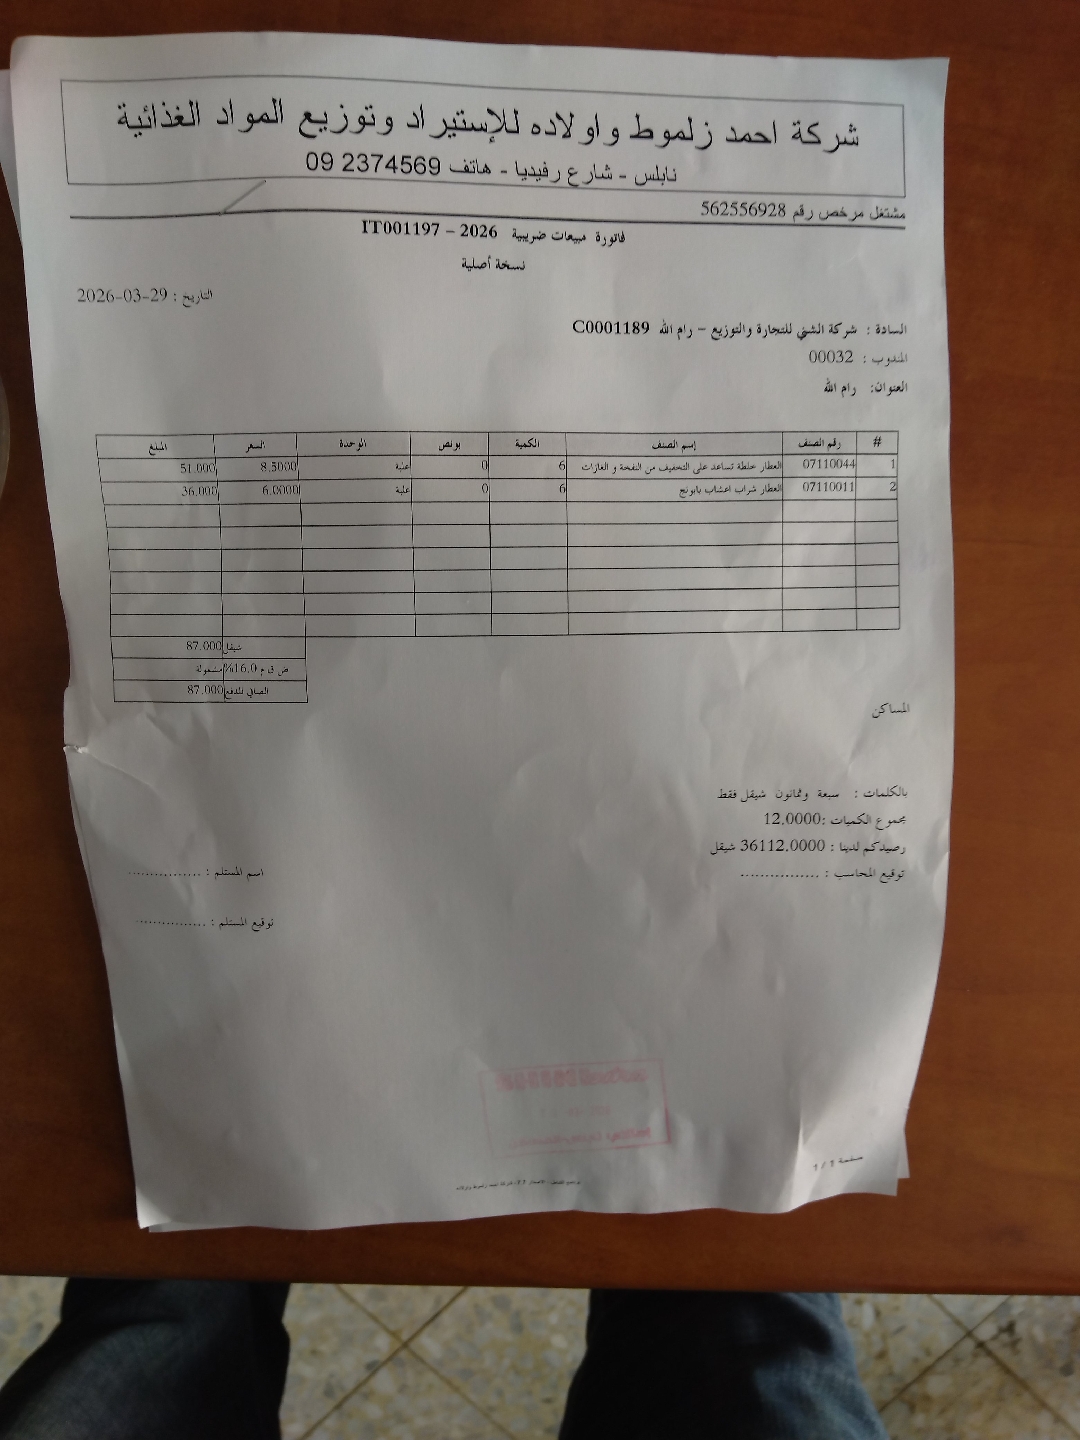 شركة احمد زلموط واولاده للإستيراد وتوزيع المواد الغذائية
نابلس - شارع رفيديا - هاتف 2374569 09
مشتغل مرخص رقم 562556928
فاتورة مبيعات ضريبية 2026 – IT001197
نسخة أصلية
التاريخ : 29-03-2026
السادة : شركة الشني للتجارة والتوزيع – رام الله C0001189
المندوب : 00032
العنوان: رام الله
# رقم الصنف إسم الصنف الكمية بونص الوحدة السعر المبلغ
1 07110044 العطار خلطة تساعد على التخفيف من النفخة و الغازات 6 0 علبة 8.5000 51.000
2 07110011 العطار شراب اعشاب بابونج 6 0 علبة 6.0000 36.000
شيقل 87.000
ض ق م 16.0% مشمولة
الصافي للدفع 87.000
المساكن
بالكلمات : سبعة وثمانون شيقل فقط
مجموع الكميات :12.0000
رصيدكم لدينا : 36112.0000 شيقل
توقيع المحاسب : ................
اسم المستلم : ................
توقيع المستلم : ................
صفحة 1 / 1